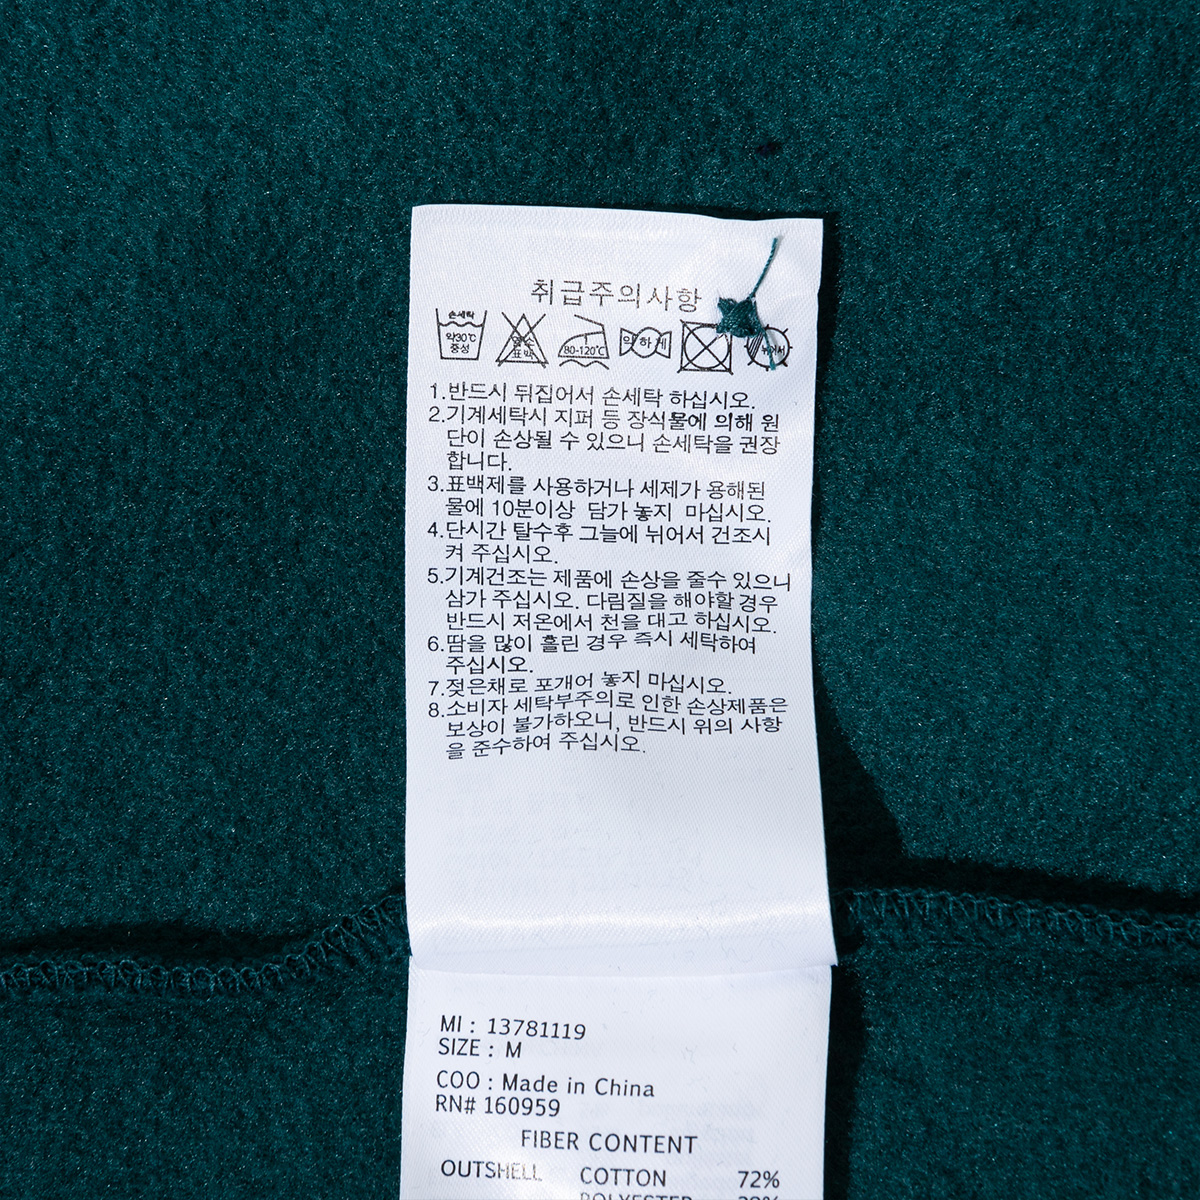 취급주의사항
손세탁
약30℃
중성
염소
표백
80-120℃
약하게
뉘어서
1.반드시 뒤집어서 손세탁 하십시오.
2.기계세탁시 지퍼 등 장식물에 의해 원
단이 손상될 수 있으니 손세탁을 권장
합니다.
3.표백제를 사용하거나 세제가 용해된
물에 10분이상 담가 놓지 마십시오.
4.단시간 탈수후 그늘에 뉘어서 건조시
켜 주십시오.
5.기계건조는 제품에 손상을 줄수 있으니
삼가 주십시오. 다림질을 해야할 경우
반드시 저온에서 천을 대고 하십시오.
6.땀을 많이 흘린 경우 즉시 세탁하여
주십시오.
7.젖은채로 포개어 놓지 마십시오.
8.소비자 세탁부주의로 인한 손상제품은
보상이 불가하오니, 반드시 위의 사항
을 준수하여 주십시오.
MI : 13781119
SIZE : M
COO : Made in China
RN# 160959
FIBER CONTENT
OUTSHELL COTTON 72%
POLYESTER 28%